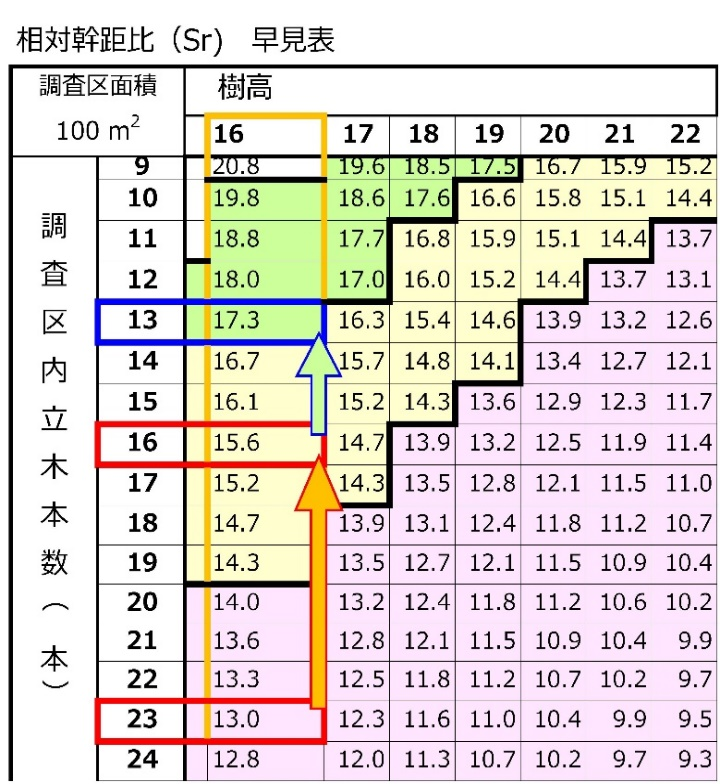 相対幹距比（Sr） 早見表
調査区面積 樹高
100 m²
16 17 18 19 20 21 22
調査区内立木本数（本）
9 20.8 19.6 18.5 17.5 16.7 15.9 15.2
10 19.8 18.6 17.6 16.6 15.8 15.1 14.4
11 18.8 17.7 16.8 15.9 15.1 14.4 13.7
12 18.0 17.0 16.0 15.2 14.4 13.7 13.1
13 17.3 16.3 15.4 14.6 13.9 13.2 12.6
14 16.7 15.7 14.8 14.1 13.4 12.7 12.1
15 16.1 15.2 14.3 13.6 12.9 12.3 11.7
16 15.6 14.7 13.9 13.2 12.5 11.9 11.4
17 15.2 14.3 13.5 12.8 12.1 11.5 11.0
18 14.7 13.9 13.1 12.4 11.8 11.2 10.7
19 14.3 13.5 12.7 12.1 11.5 10.9 10.4
20 14.0 13.2 12.4 11.8 11.2 10.6 10.2
21 13.6 12.8 12.1 11.5 10.9 10.4 9.9
22 13.3 12.5 11.8 11.2 10.7 10.2 9.7
23 13.0 12.3 11.6 11.0 10.4 9.9 9.5
24 12.8 12.0 11.3 10.7 10.2 9.7 9.3